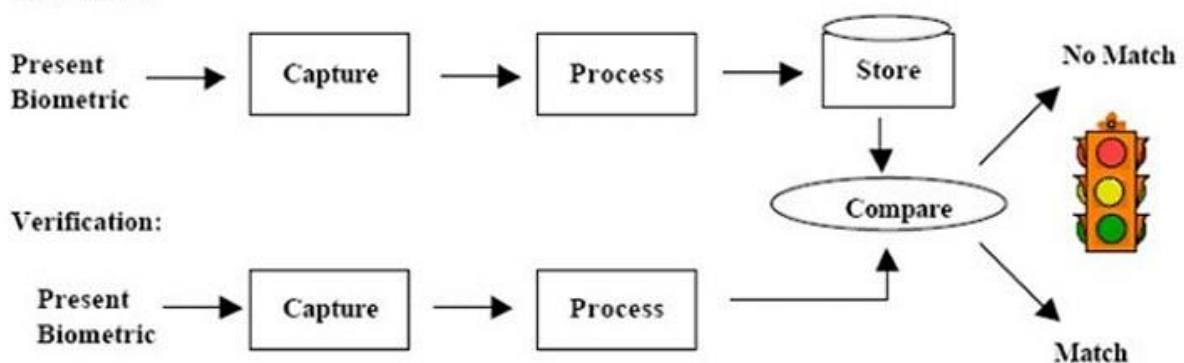 Present
Biometric
Capture
Process
Store
No Match
Compare
Verification:
Present
Biometric
Capture
Process
Match